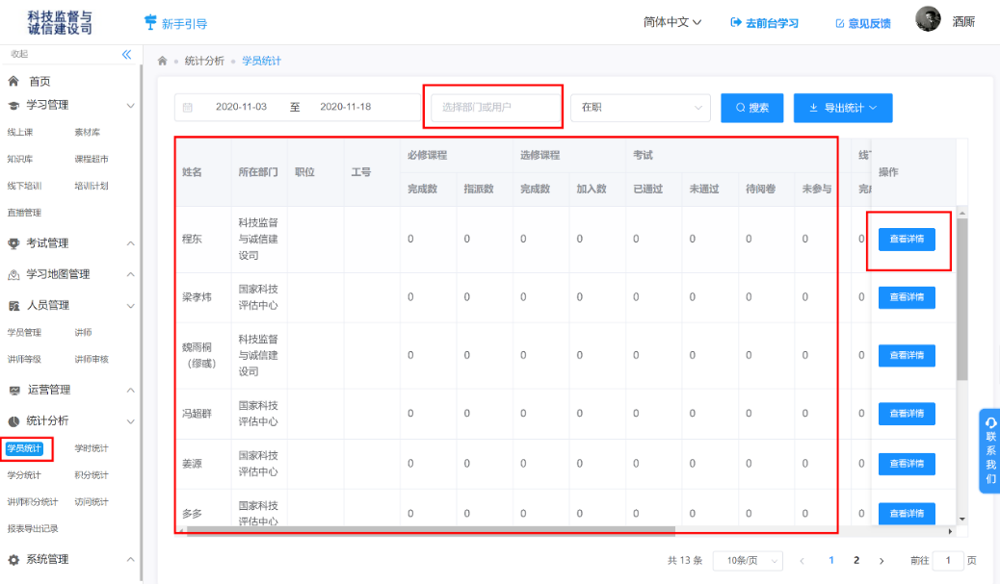 科技监督与
诚信建设司
新手引导
简体中文
去前台学习
意见反馈
酒厮
收起
首页
学习管理
线上课 素材库
知识库 课程超市
线下培训 培训计划
直播管理
考试管理
学习地图管理
人员管理
学员管理 讲师
讲师等级 讲师审核
运营管理
统计分析
学员统计 学时统计
学分统计 积分统计
讲师积分统计 访问统计
报表导出记录
系统管理
统计分析 学员统计
2020-11-03 至 2020-11-18
选择部门或用户
在职
搜索
导出统计
姓名 所在部门 职位 工号 必修课程 选修课程 考试 操作
完成数 指派数 完成数 加入数 已通过 未通过 待阅卷 未参与
程东 科技监督与诚信建设司 0 0 0 0 0 0 0 0 0 查看详情
梁孝炜 国家科技评估中心 0 0 0 0 0 0 0 0 0 查看详情
魏雨桐 科技监督与诚信建设司 0 0 0 0 0 0 0 0 0 查看详情
冯超群 国家科技评估中心 0 0 0 0 0 0 0 0 0 查看详情
姜源 国家科技评估中心 0 0 0 0 0 0 0 0 0 查看详情
多多 国家科技评估中心 0 0 0 0 0 0 0 0 0 查看详情
共 13 条 10条/页 1 2 前往 1 页
联系我们